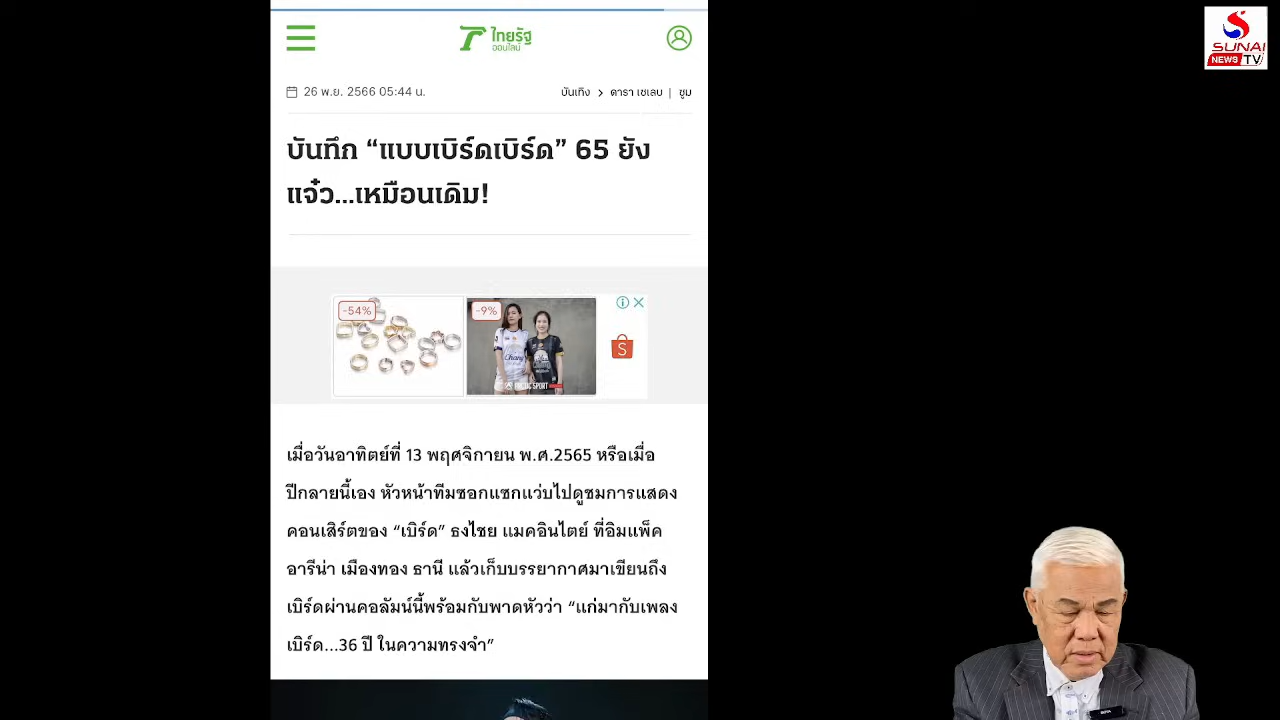 ไทยรัฐ
ออนไลน์
SUNAI
NEWS TV
26 พ.ย. 2566 05:44 น.
บันเทิง > ดารา เซเลบ | ซูม
บันทึก “แบบเบิร์ดเบิร์ด” 65 ยัง
แจ๋ว...เหมือนเดิม!
-54%
-9%
Chang
ARCTIC SPORT
เมื่อวันอาทิตย์ที่ 13 พฤศจิกายน พ.ศ.2565 หรือเมื่อ
ปีกลายนี้เอง หัวหน้าทีมซอกแซกแว่บไปดูชมการแสดง
คอนเสิร์ตของ “เบิร์ด” ธงไชย แมคอินไตย์ ที่อิมแพ็ค
อารีน่า เมืองทอง ธานี แล้วเก็บบรรยากาศมาเขียนถึง
เบิร์ดผ่านคอลัมน์นี้พร้อมกับพาดหัวว่า “แก่มากับเพลง
เบิร์ด...36 ปี ในความทรงจำ”